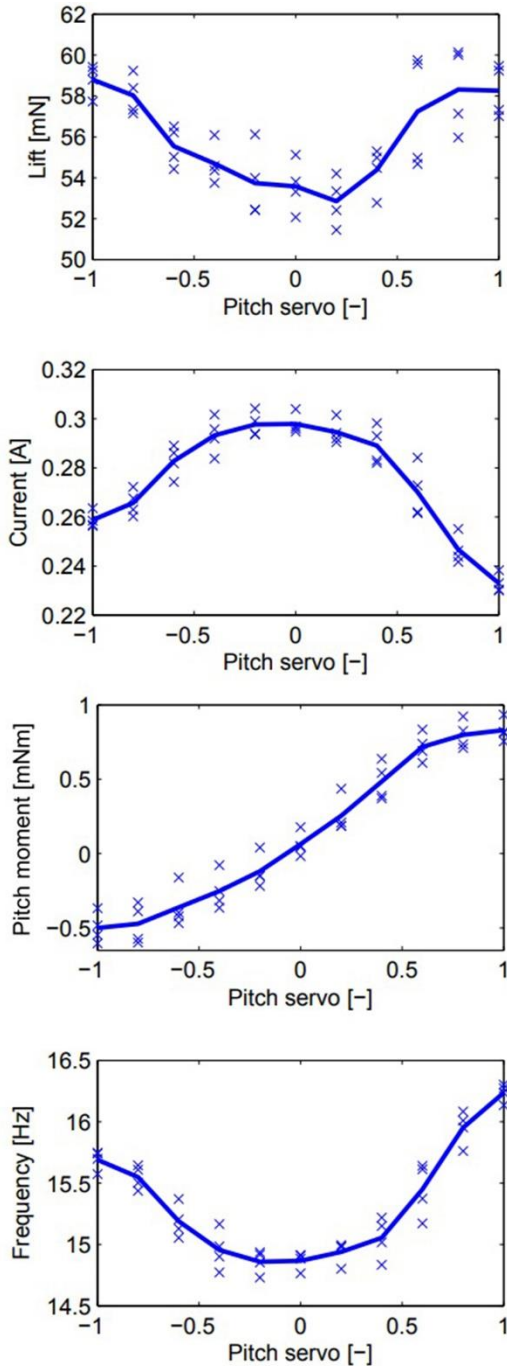 62
60
58
56
54
52
50
Lift [mN]
−1 −0.5 0 0.5 1
Pitch servo [−]
0.32
0.3
0.28
0.26
0.24
0.22
Current [A]
−1 −0.5 0 0.5 1
Pitch servo [−]
1
0.5
0
−0.5
Pitch moment [mNm]
−1 −0.5 0 0.5 1
Pitch servo [−]
16.5
16
15.5
15
14.5
Frequency [Hz]
−1 −0.5 0 0.5 1
Pitch servo [−]